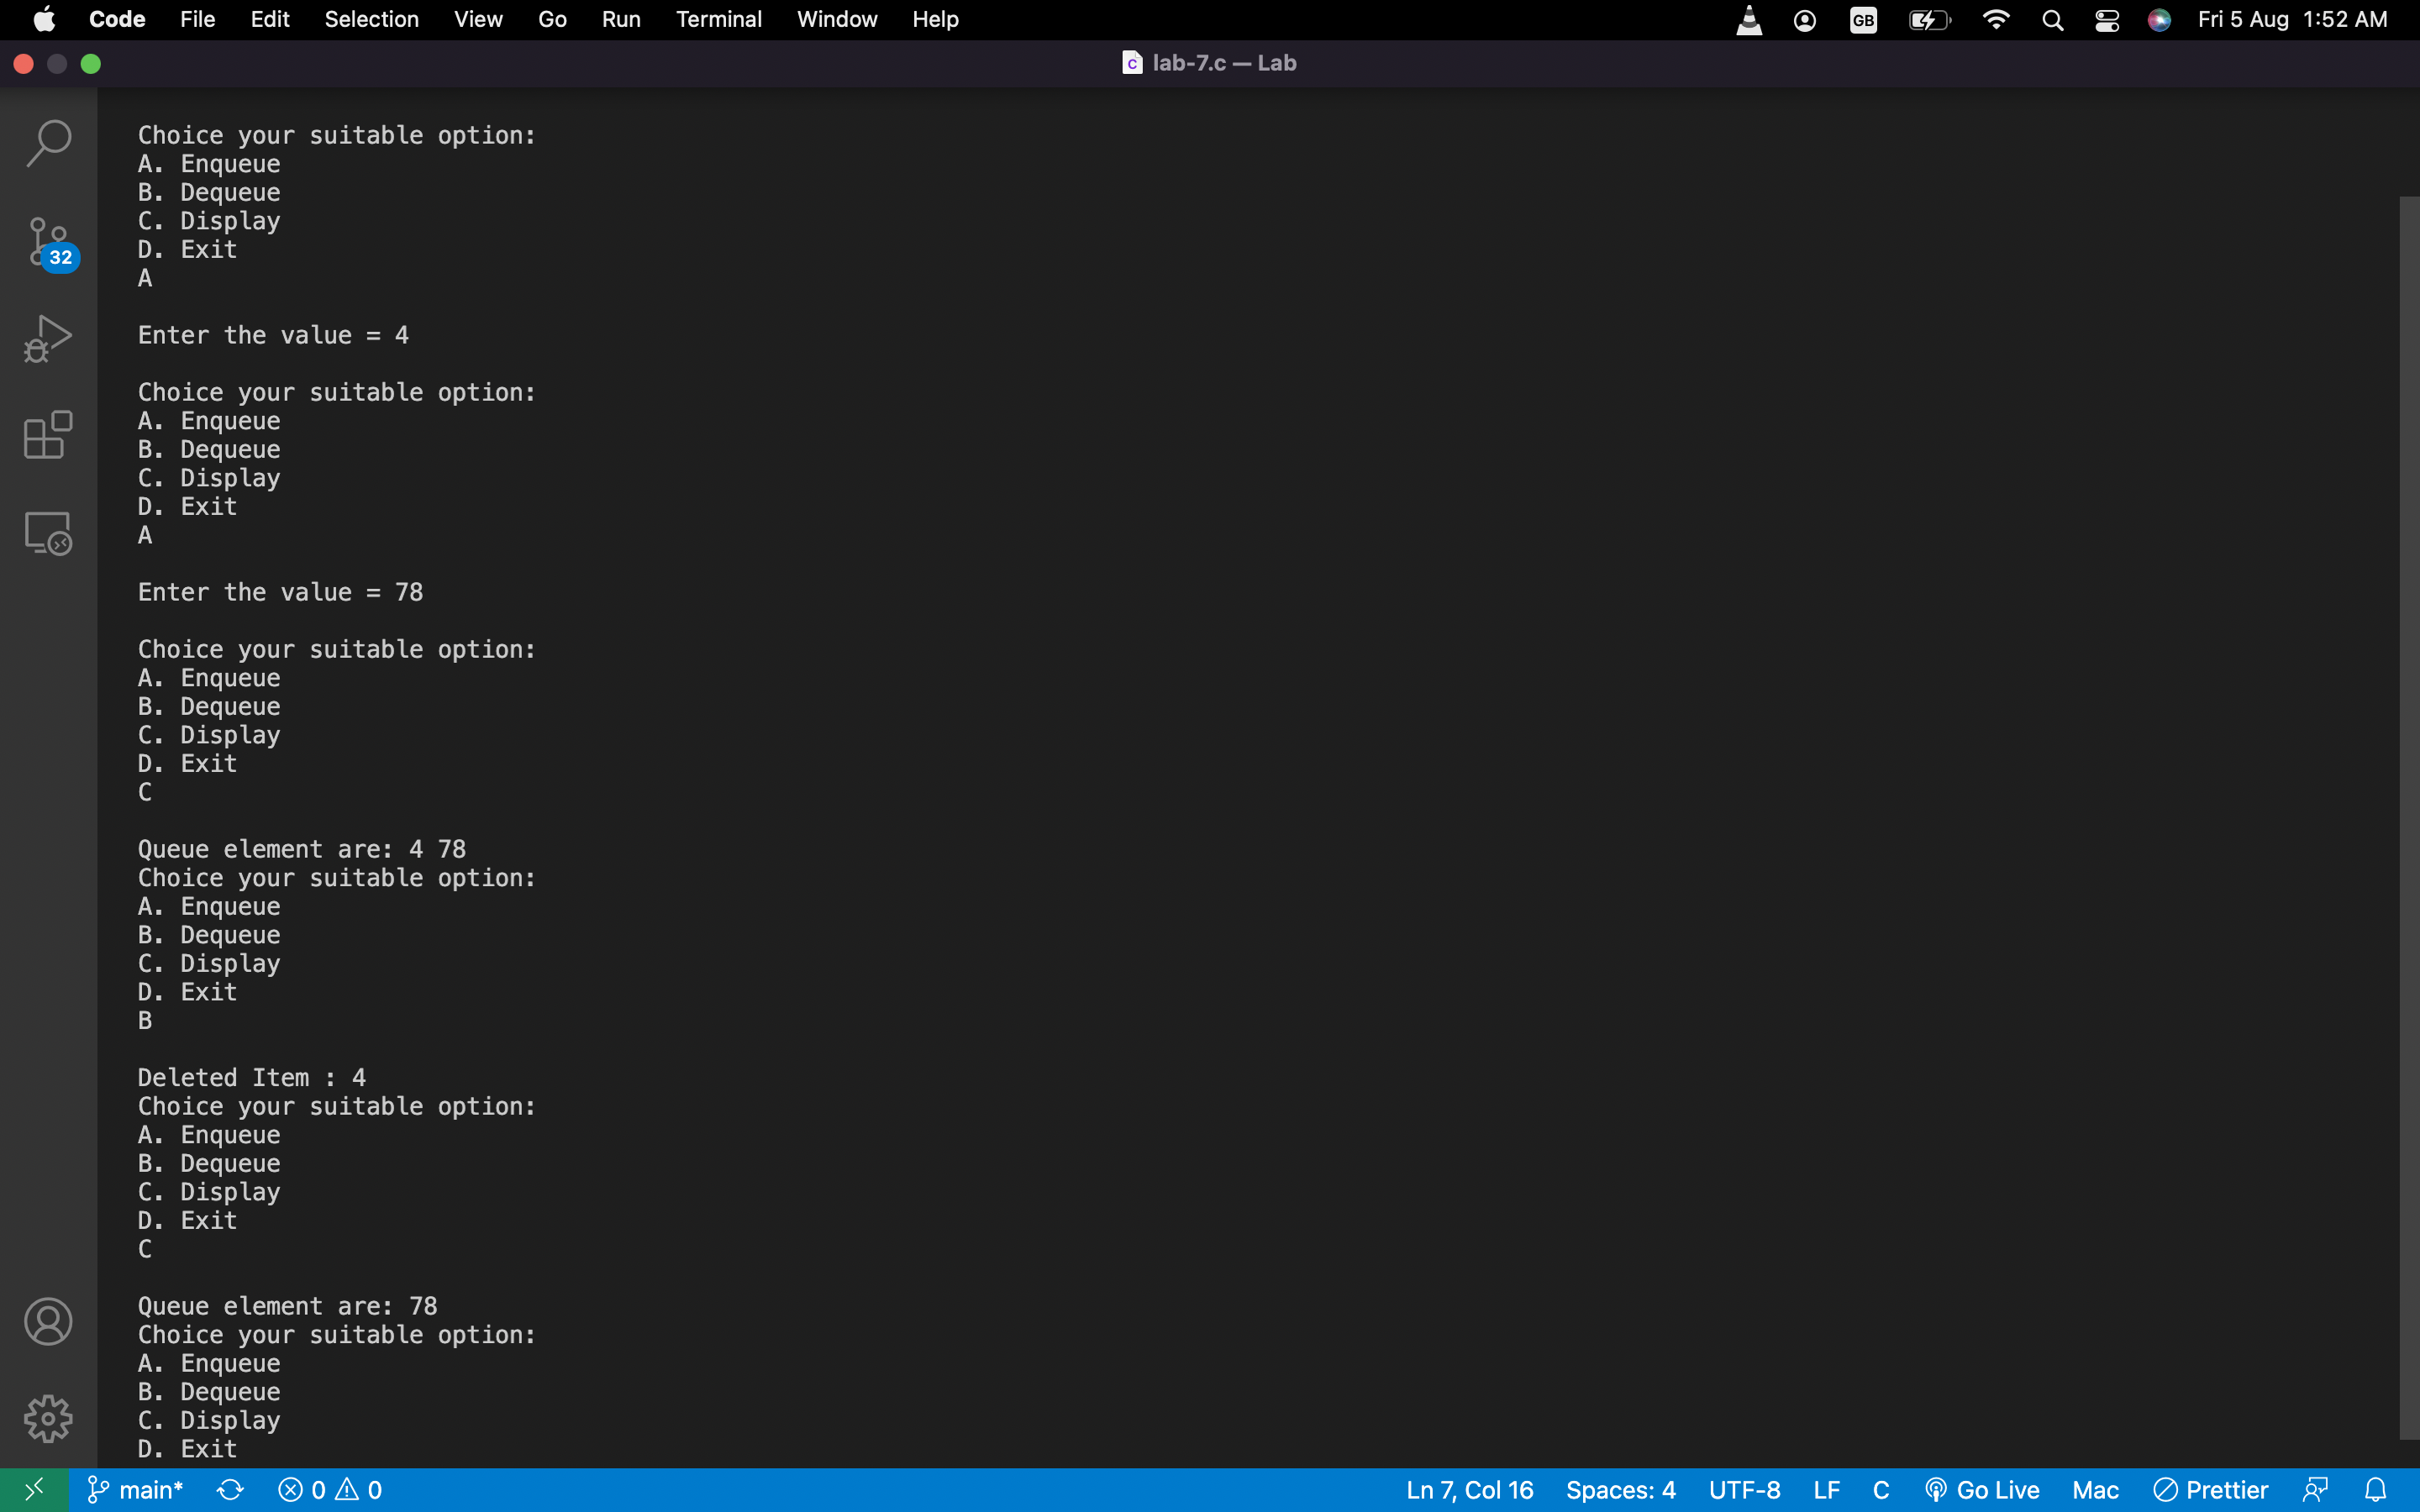 Code File Edit Selection View Go Run Terminal Window Help GB Fri 5 Aug 1:52 AM
C lab-7.c — Lab
32
Choice your suitable option:
A. Enqueue
B. Dequeue
C. Display
D. Exit
A
Enter the value = 4
Choice your suitable option:
A. Enqueue
B. Dequeue
C. Display
D. Exit
A
Enter the value = 78
Choice your suitable option:
A. Enqueue
B. Dequeue
C. Display
D. Exit
C
Queue element are: 4 78
Choice your suitable option:
A. Enqueue
B. Dequeue
C. Display
D. Exit
B
Deleted Item : 4
Choice your suitable option:
A. Enqueue
B. Dequeue
C. Display
D. Exit
C
Queue element are: 78
Choice your suitable option:
A. Enqueue
B. Dequeue
C. Display
D. Exit
main* 0 0 Ln 7, Col 16 Spaces: 4 UTF-8 LF C Go Live Mac Prettier